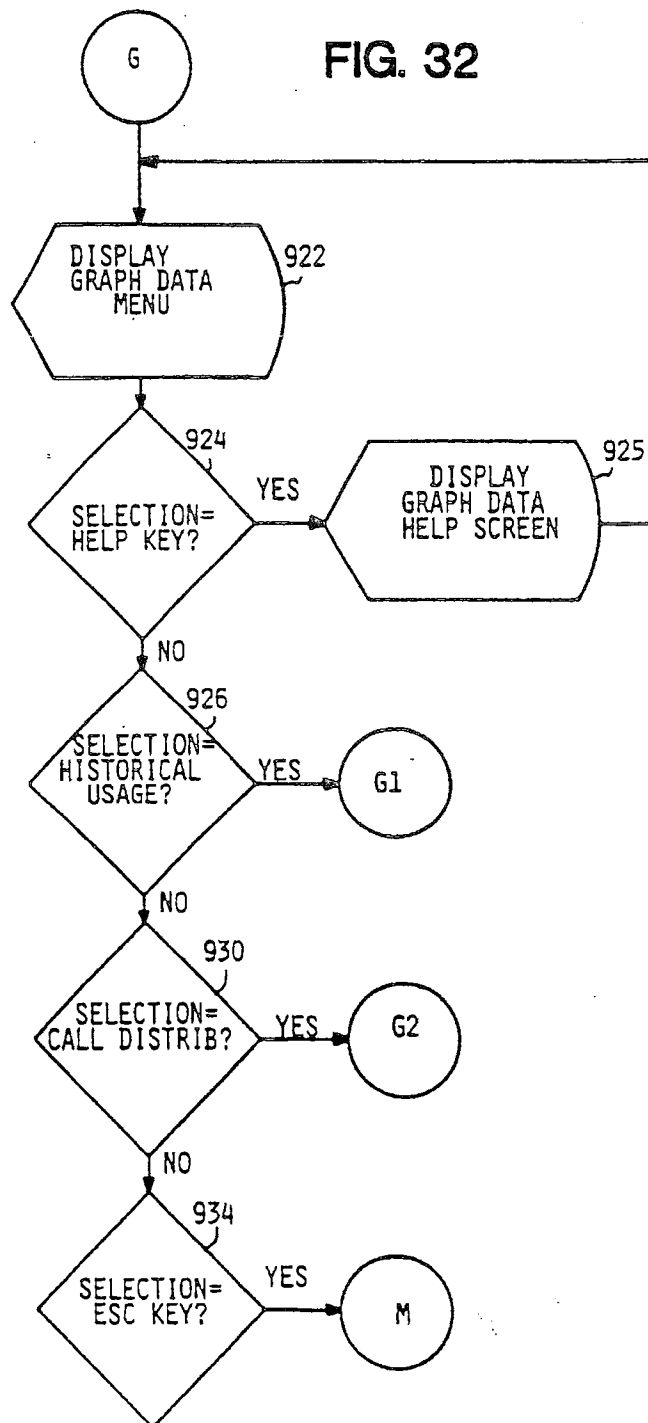 G
FIG. 32
DISPLAY
GRAPH DATA
MENU
922
924
SELECTION=
HELP KEY?
YES
DISPLAY
GRAPH DATA
HELP SCREEN
925
NO
926
SELECTION=
HISTORICAL
USAGE?
YES
G1
NO
930
SELECTION=
CALL DISTRIB?
YES
G2
NO
934
SELECTION=
ESC KEY?
YES
M